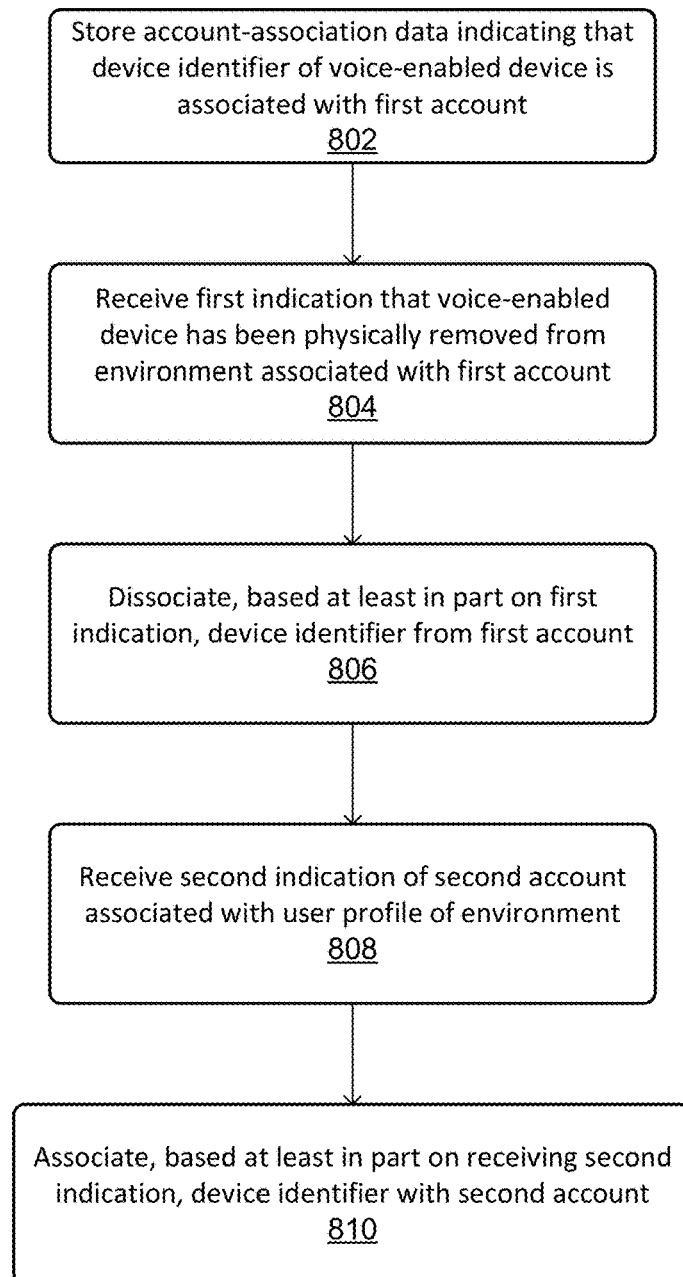 Store account-association data indicating that
device identifier of voice-enabled device is
associated with first account
802
Receive first indication that voice-enabled
device has been physically removed from
environment associated with first account
804
Dissociate, based at least in part on first
indication, device identifier from first account
806
Receive second indication of second account
associated with user profile of environment
808
Associate, based at least in part on receiving second
indication, device identifier with second account
810